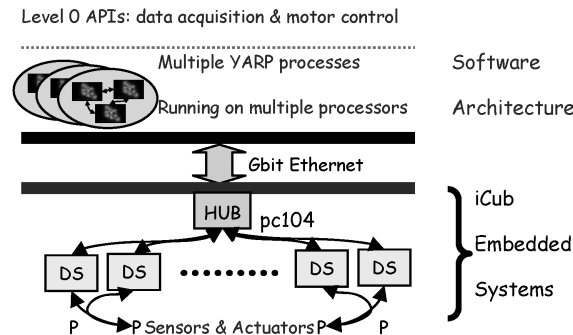 Level 0 APIs: data acquisition & motor control
Multiple YARP processes
Software
Running on multiple processors
Architecture
Gbit Ethernet
HUB
pc104
iCub
Embedded
Systems
DS
DS
DS
DS
P
P
Sensors & Actuators
P
P